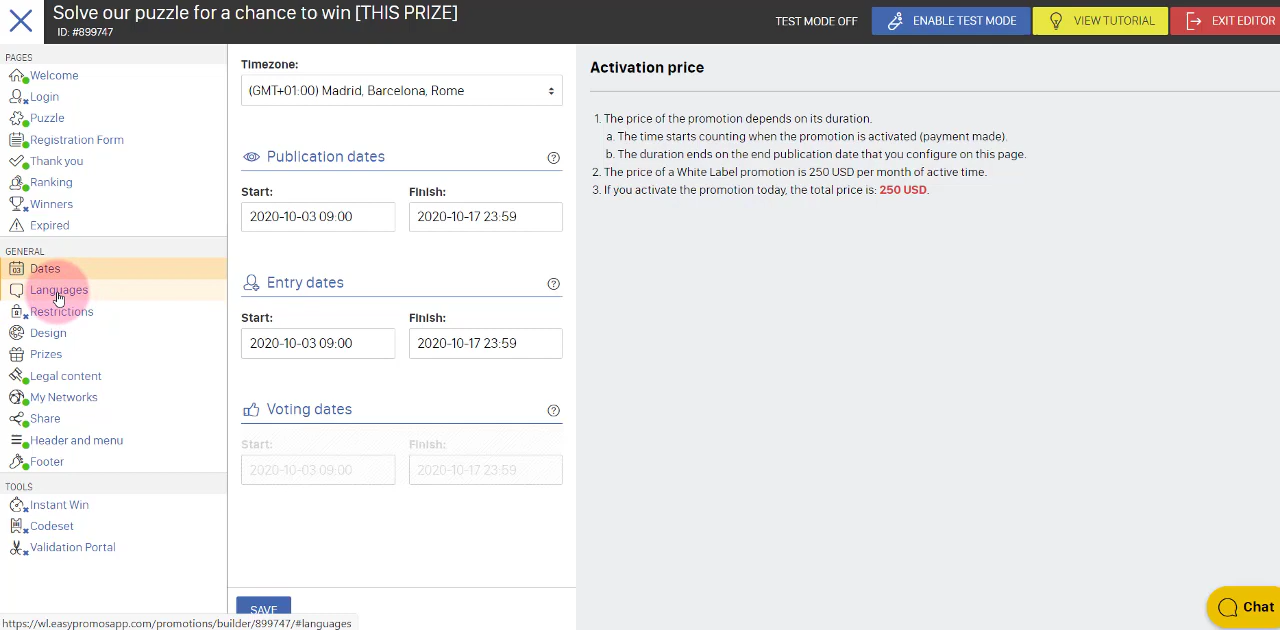 Solve our puzzle for a chance to win [THIS PRIZE]
ID: #899747
TEST MODE OFF
ENABLE TEST MODE
VIEW TUTORIAL
EXIT EDITOR
PAGES
Welcome
Login
Puzzle
Registration Form
Thank you
Ranking
Winners
Expired
GENERAL
03 Dates
Languages
Restrictions
Design
Prizes
Legal content
My Networks
Share
Header and menu
Footer
TOOLS
Instant Win
Codeset
Validation Portal
Timezone:
(GMT+01:00) Madrid, Barcelona, Rome
Publication dates ?
Start: Finish:
2020-10-03 09:00 2020-10-17 23:59
Entry dates ?
Start: Finish:
2020-10-03 09:00 2020-10-17 23:59
Voting dates ?
Start: Finish:
2020-10-03 09:00 2020-10-17 23:59
SAVE
Activation price
1. The price of the promotion depends on its duration.
a. The time starts counting when the promotion is activated (payment made).
b. The duration ends on the end publication date that you configure on this page.
2. The price of a White Label promotion is 250 USD per month of active time.
3. If you activate the promotion today, the total price is: 250 USD.
Chat
https://wl.easypromosapp.com/promotions/builder/899747/#languages